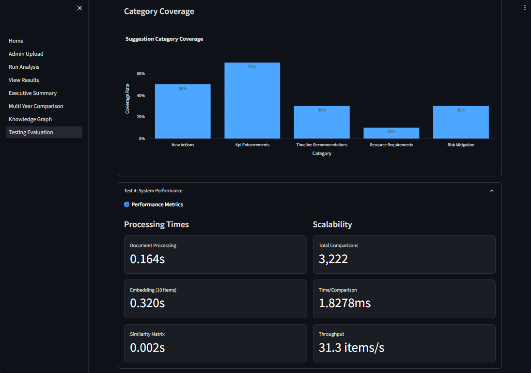 Category Coverage
Suggestion Category Coverage
Home
Admin Upload
Run Analysis
View Results
Executive Summary
Multi Year Comparison
Knowledge Graph
Testing Evaluation
Coverage Rate
60%
40%
20%
0%
50%
70%
30%
10%
30%
New Actions
Kpi Enhancements
Timeline Recommendations
Resource Requirements
Risk Mitigation
Category
Test 4: System Performance
Performance Metrics
Processing Times
Scalability
Document Processing
0.164s
Total Comparisons
3,222
Embedding (10 items)
0.320s
Time/Comparison
1.8278ms
Similarity Matrix
0.002s
Throughput
31.3 items/s